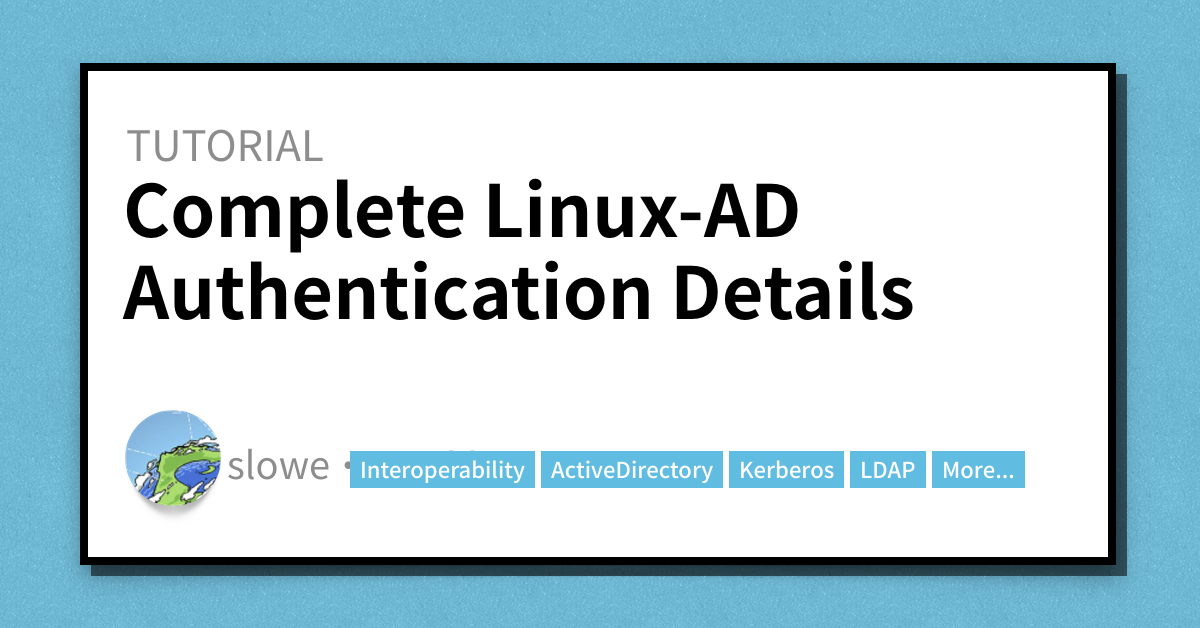 TUTORIAL
Complete Linux-AD
Authentication Details
slowe • Interoperability ActiveDirectory Kerberos LDAP More...